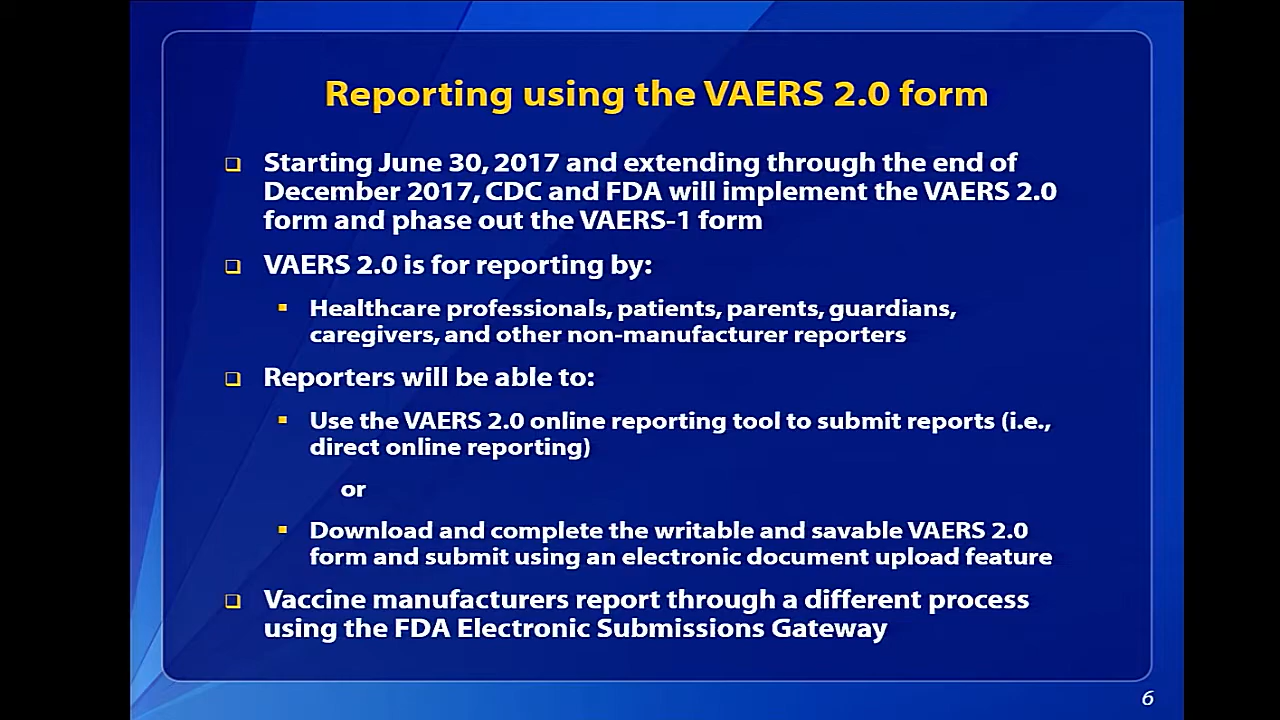 Reporting using the VAERS 2.0 form
❑ Starting June 30, 2017 and extending through the end of
December 2017, CDC and FDA will implement the VAERS 2.0
form and phase out the VAERS-1 form
❑ VAERS 2.0 is for reporting by:
▪ Healthcare professionals, patients, parents, guardians,
caregivers, and other non-manufacturer reporters
❑ Reporters will be able to:
▪ Use the VAERS 2.0 online reporting tool to submit reports (i.e.,
direct online reporting)
or
▪ Download and complete the writable and savable VAERS 2.0
form and submit using an electronic document upload feature
❑ Vaccine manufacturers report through a different process
using the FDA Electronic Submissions Gateway
6